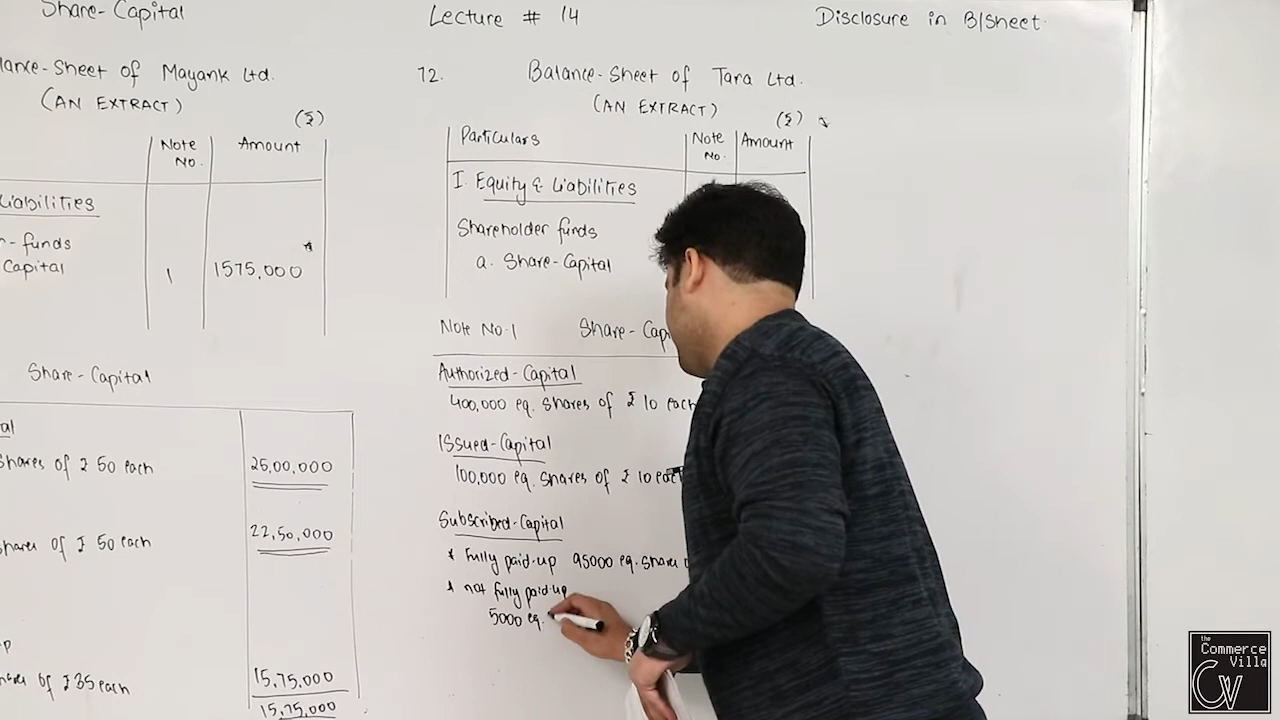 Share-Capital
Lecture # 14
Disclosure in B/Sheet.
lance-Sheet of Mayank Ltd.
(AN EXTRACT)
(₹)
Note No.
Amount
Liabilities
r-funds
Capital
1
1575,000
Share-Capital
al
Shares of ₹ 50 each
25,00,000
shares of ₹ 50 each
22,50,000
p
hares of ₹35 each
15,75,000
15,75,000
12.
Balance-Sheet of Tara Ltd.
(AN EXTRACT)
(₹)
Particulars
Note No.
Amount
I. Equity & Liabilities
Shareholder funds
a. Share-Capital
Note No.1
Share-Capi
Authorized-Capital
400,000 eq. Shares of ₹ 10 each
Issued-Capital
100,000 eq. Shares of ₹ 10 each
Subscribed-Capital
* Fully paid-up 95000 eq. Share
* not fully paid-up
5000 eq.
the
Commerce
Villa
CV